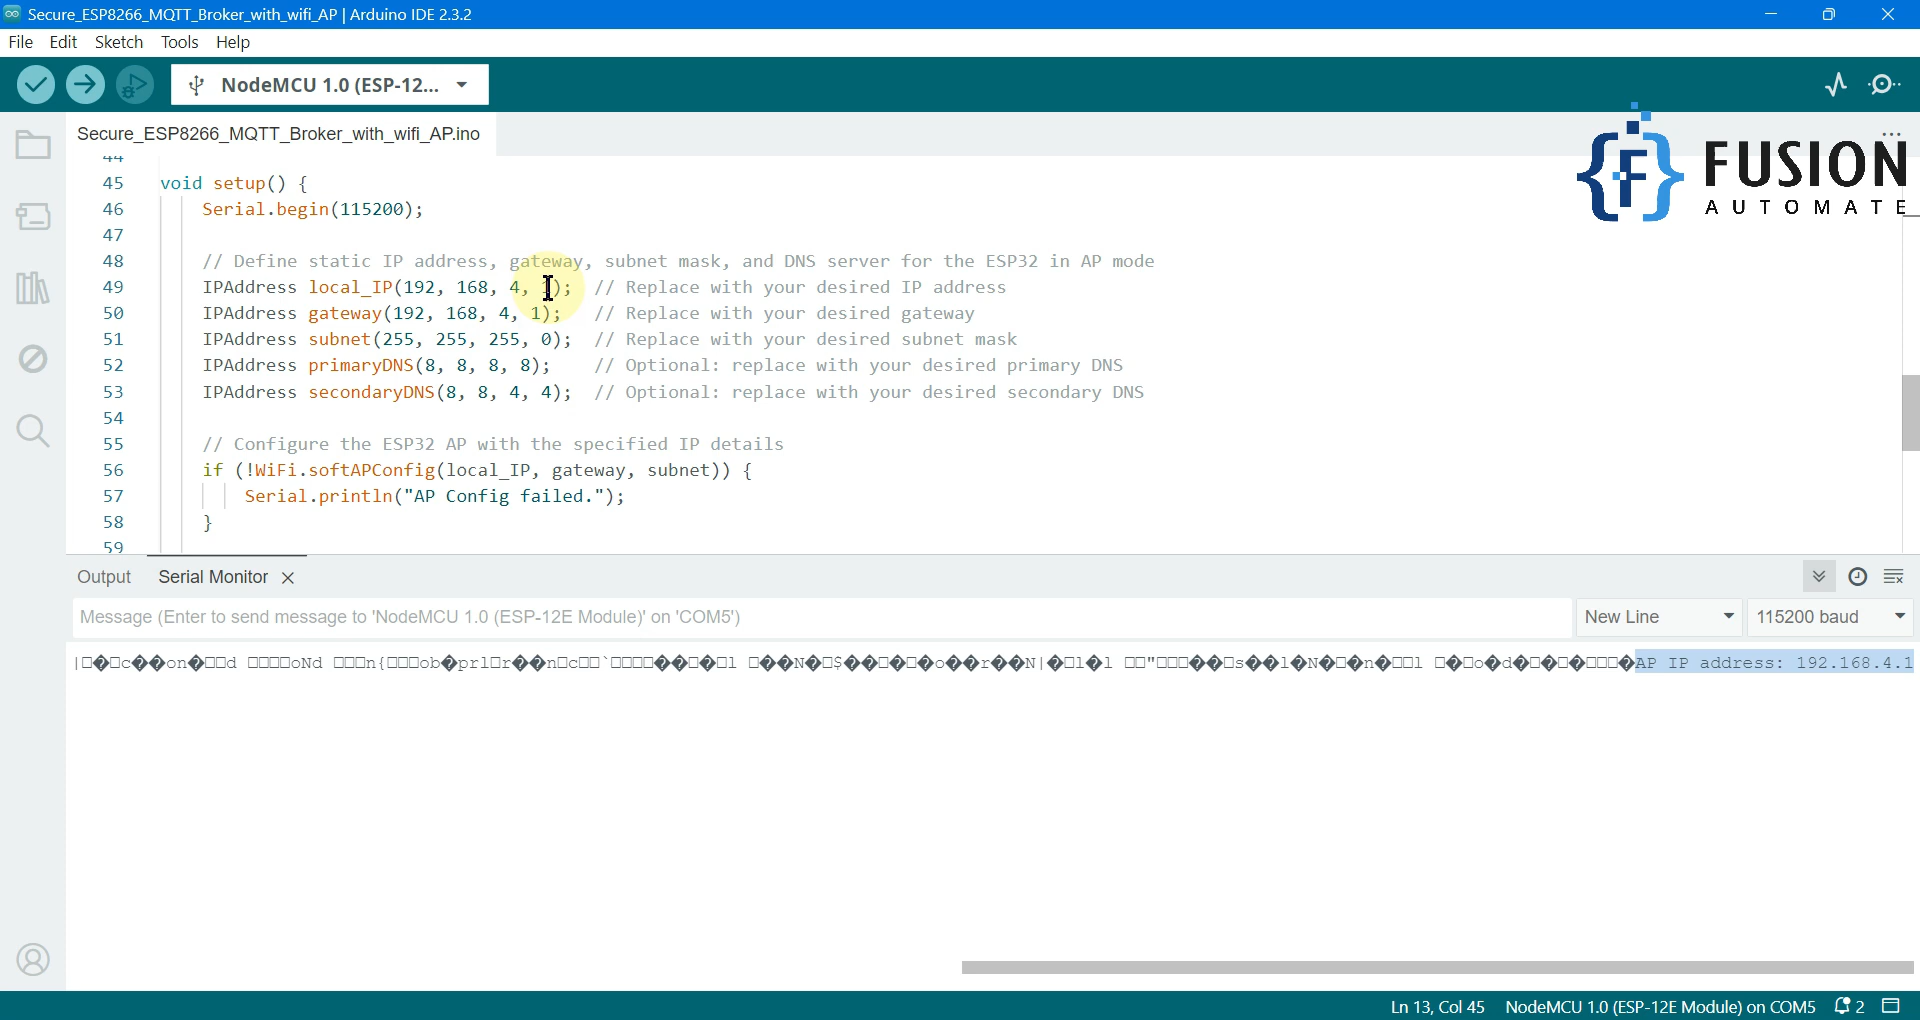 Secure_ESP8266_MQTT_Broker_with_wifi_AP | Arduino IDE 2.3.2
File Edit Sketch Tools Help
NodeMCU 1.0 (ESP-12...
Secure_ESP8266_MQTT_Broker_with_wifi_AP.ino
{F} FUSION
AUTOMATE
44
45 void setup() {
46 Serial.begin(115200);
47
48 // Define static IP address, gateway, subnet mask, and DNS server for the ESP32 in AP mode
49 IPAddress local_IP(192, 168, 4, 1); // Replace with your desired IP address
50 IPAddress gateway(192, 168, 4, 1); // Replace with your desired gateway
51 IPAddress subnet(255, 255, 255, 0); // Replace with your desired subnet mask
52 IPAddress primaryDNS(8, 8, 8, 8); // Optional: replace with your desired primary DNS
53 IPAddress secondaryDNS(8, 8, 4, 4); // Optional: replace with your desired secondary DNS
54
55 // Configure the ESP32 AP with the specified IP details
56 if (!WiFi.softAPConfig(local_IP, gateway, subnet)) {
57 Serial.println("AP Config failed.");
58 }
59
Output Serial Monitor
Message (Enter to send message to 'NodeMCU 1.0 (ESP-12E Module)' on 'COM5')
New Line 115200 baud
AP IP address: 192.168.4.1
Ln 13, Col 45 NodeMCU 1.0 (ESP-12E Module) on COM5 2